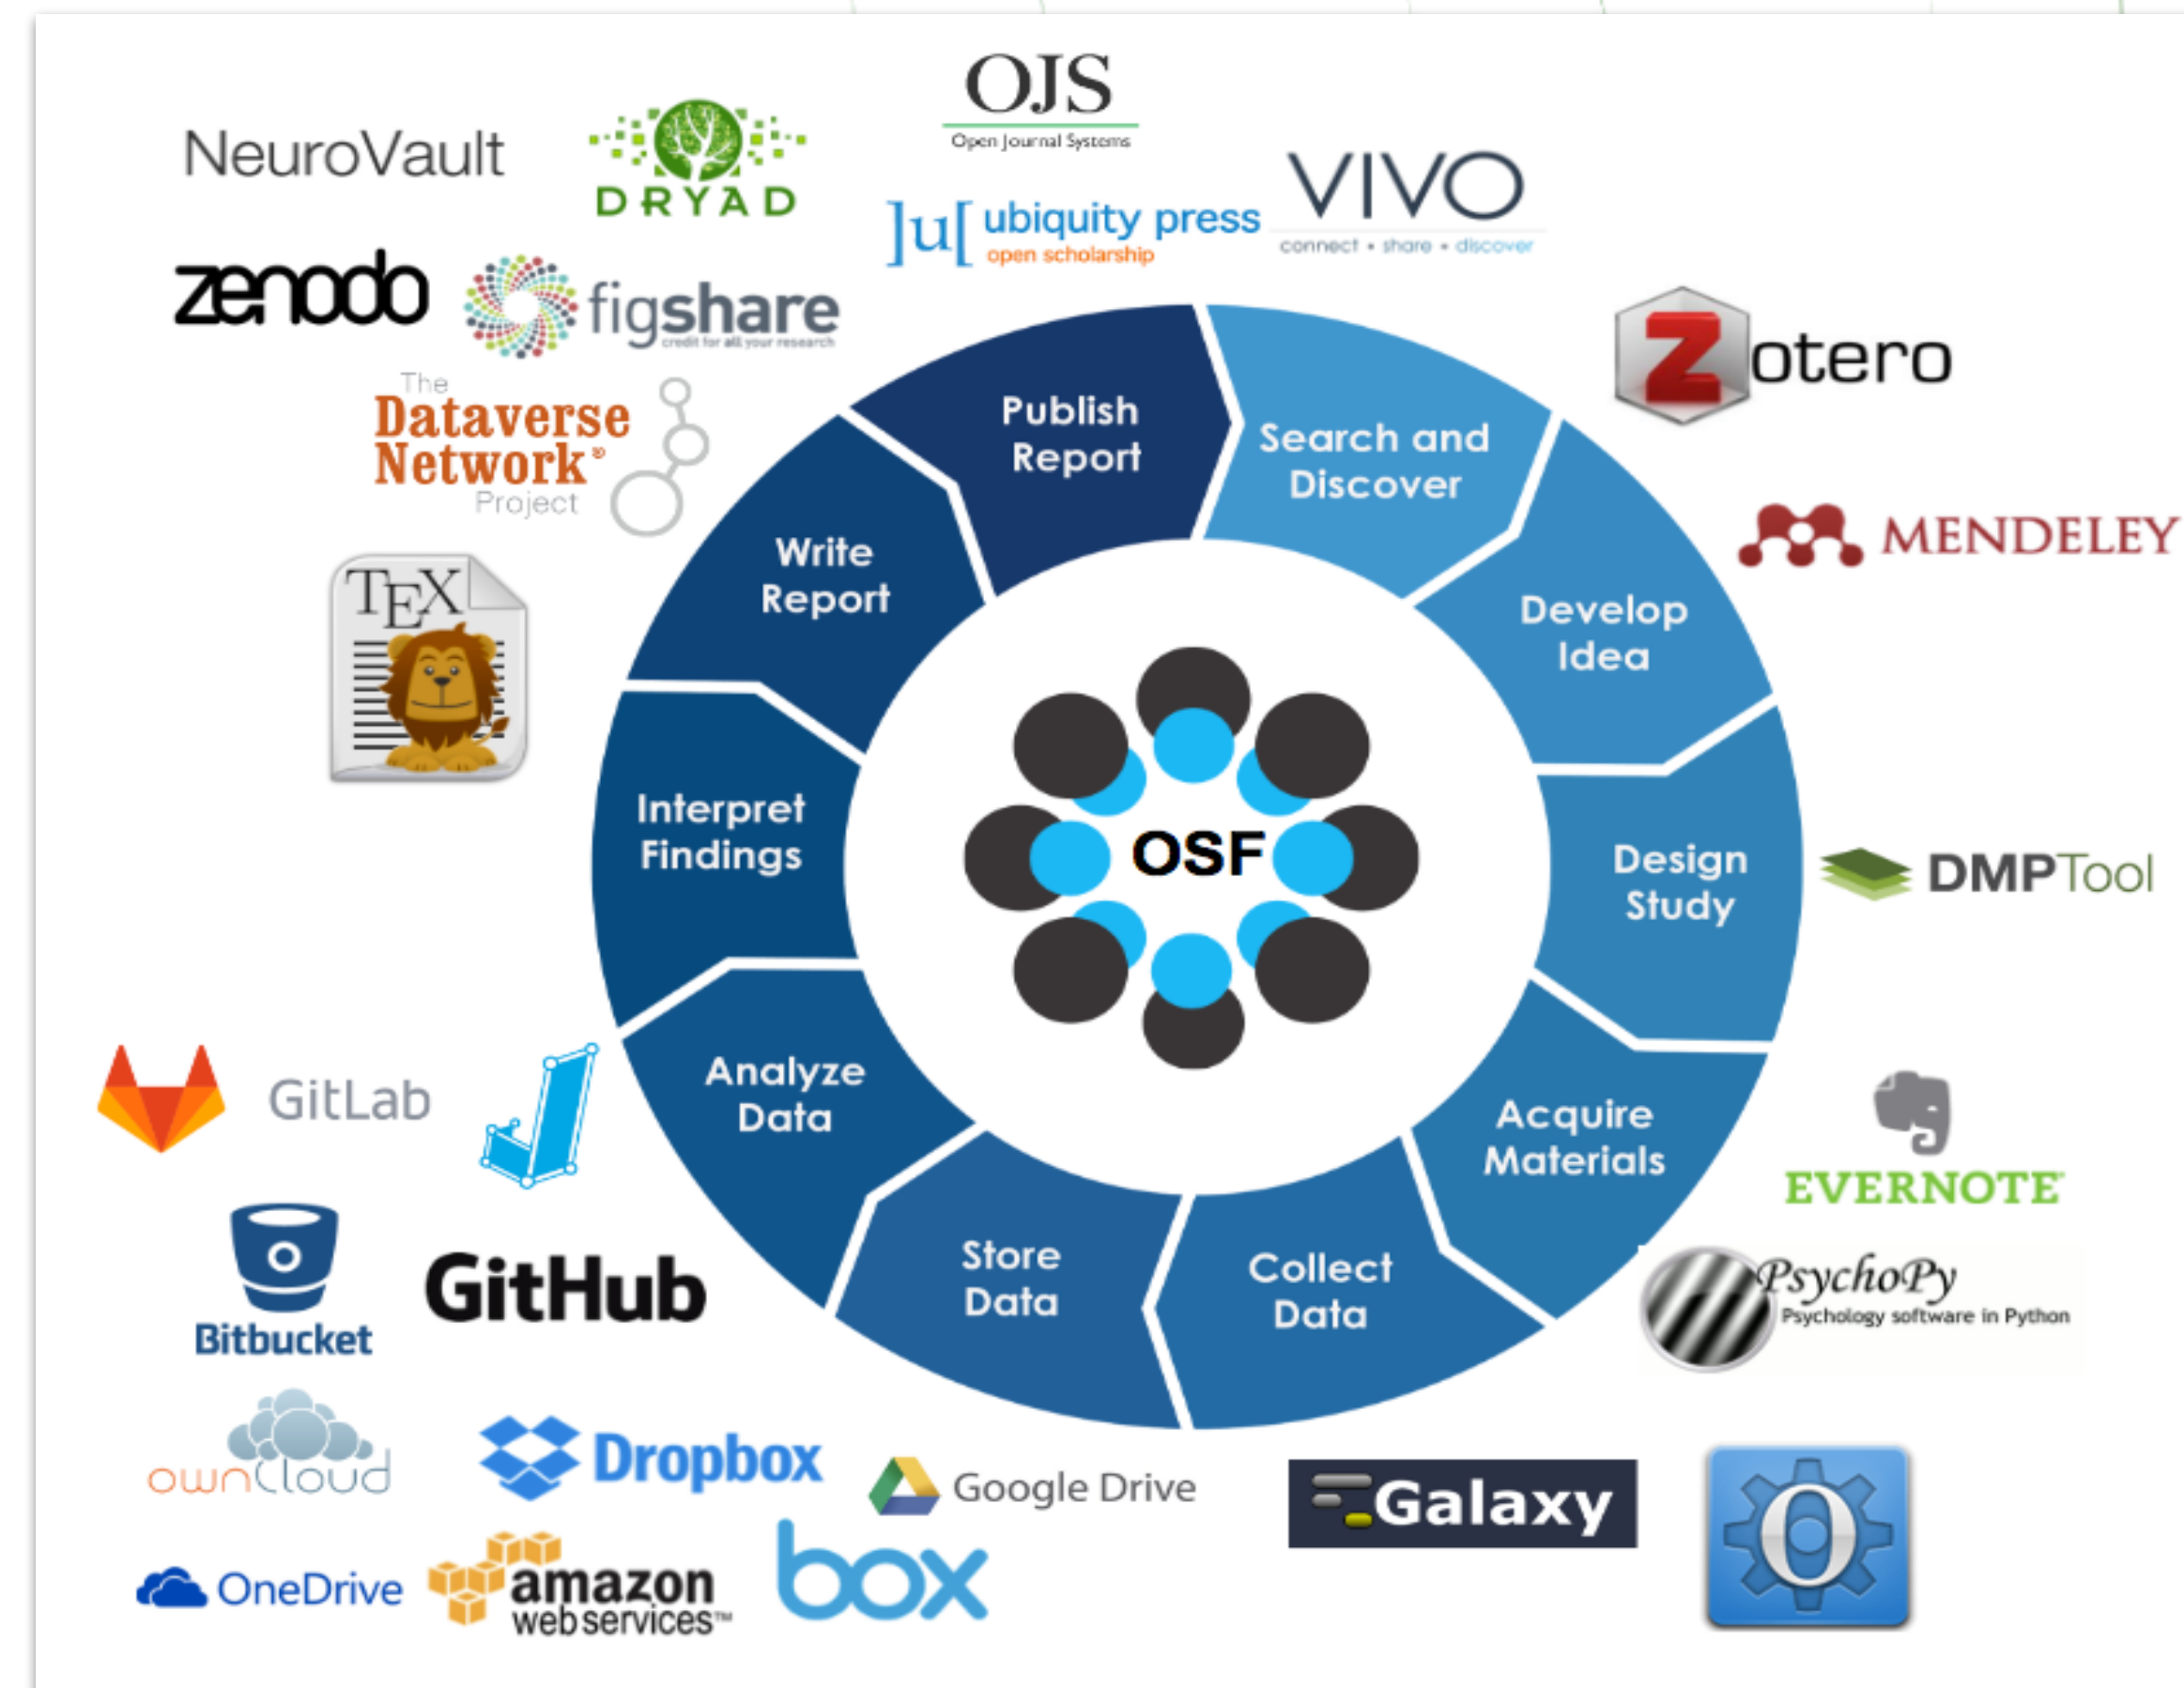 OJS
Open Journal Systems
NeuroVault
DRYAD
]u[ ubiquity press
open scholarship
VIVO
connect • share • discover
zenodo
figshare
credit for all your research
Zotero
The
Dataverse
Network®
Project
MENDELEY
TEX
Publish
Report
Search and
Discover
Develop
Idea
Design
Study
Acquire
Materials
Collect
Data
Store
Data
Analyze
Data
Interpret
Findings
Write
Report
OSF
DMPTool
GitLab
EVERNOTE
Bitbucket
GitHub
PsychoPy
Psychology software in Python
ownCloud
Dropbox
Google Drive
Galaxy
O
OneDrive
amazon
webservices™
box